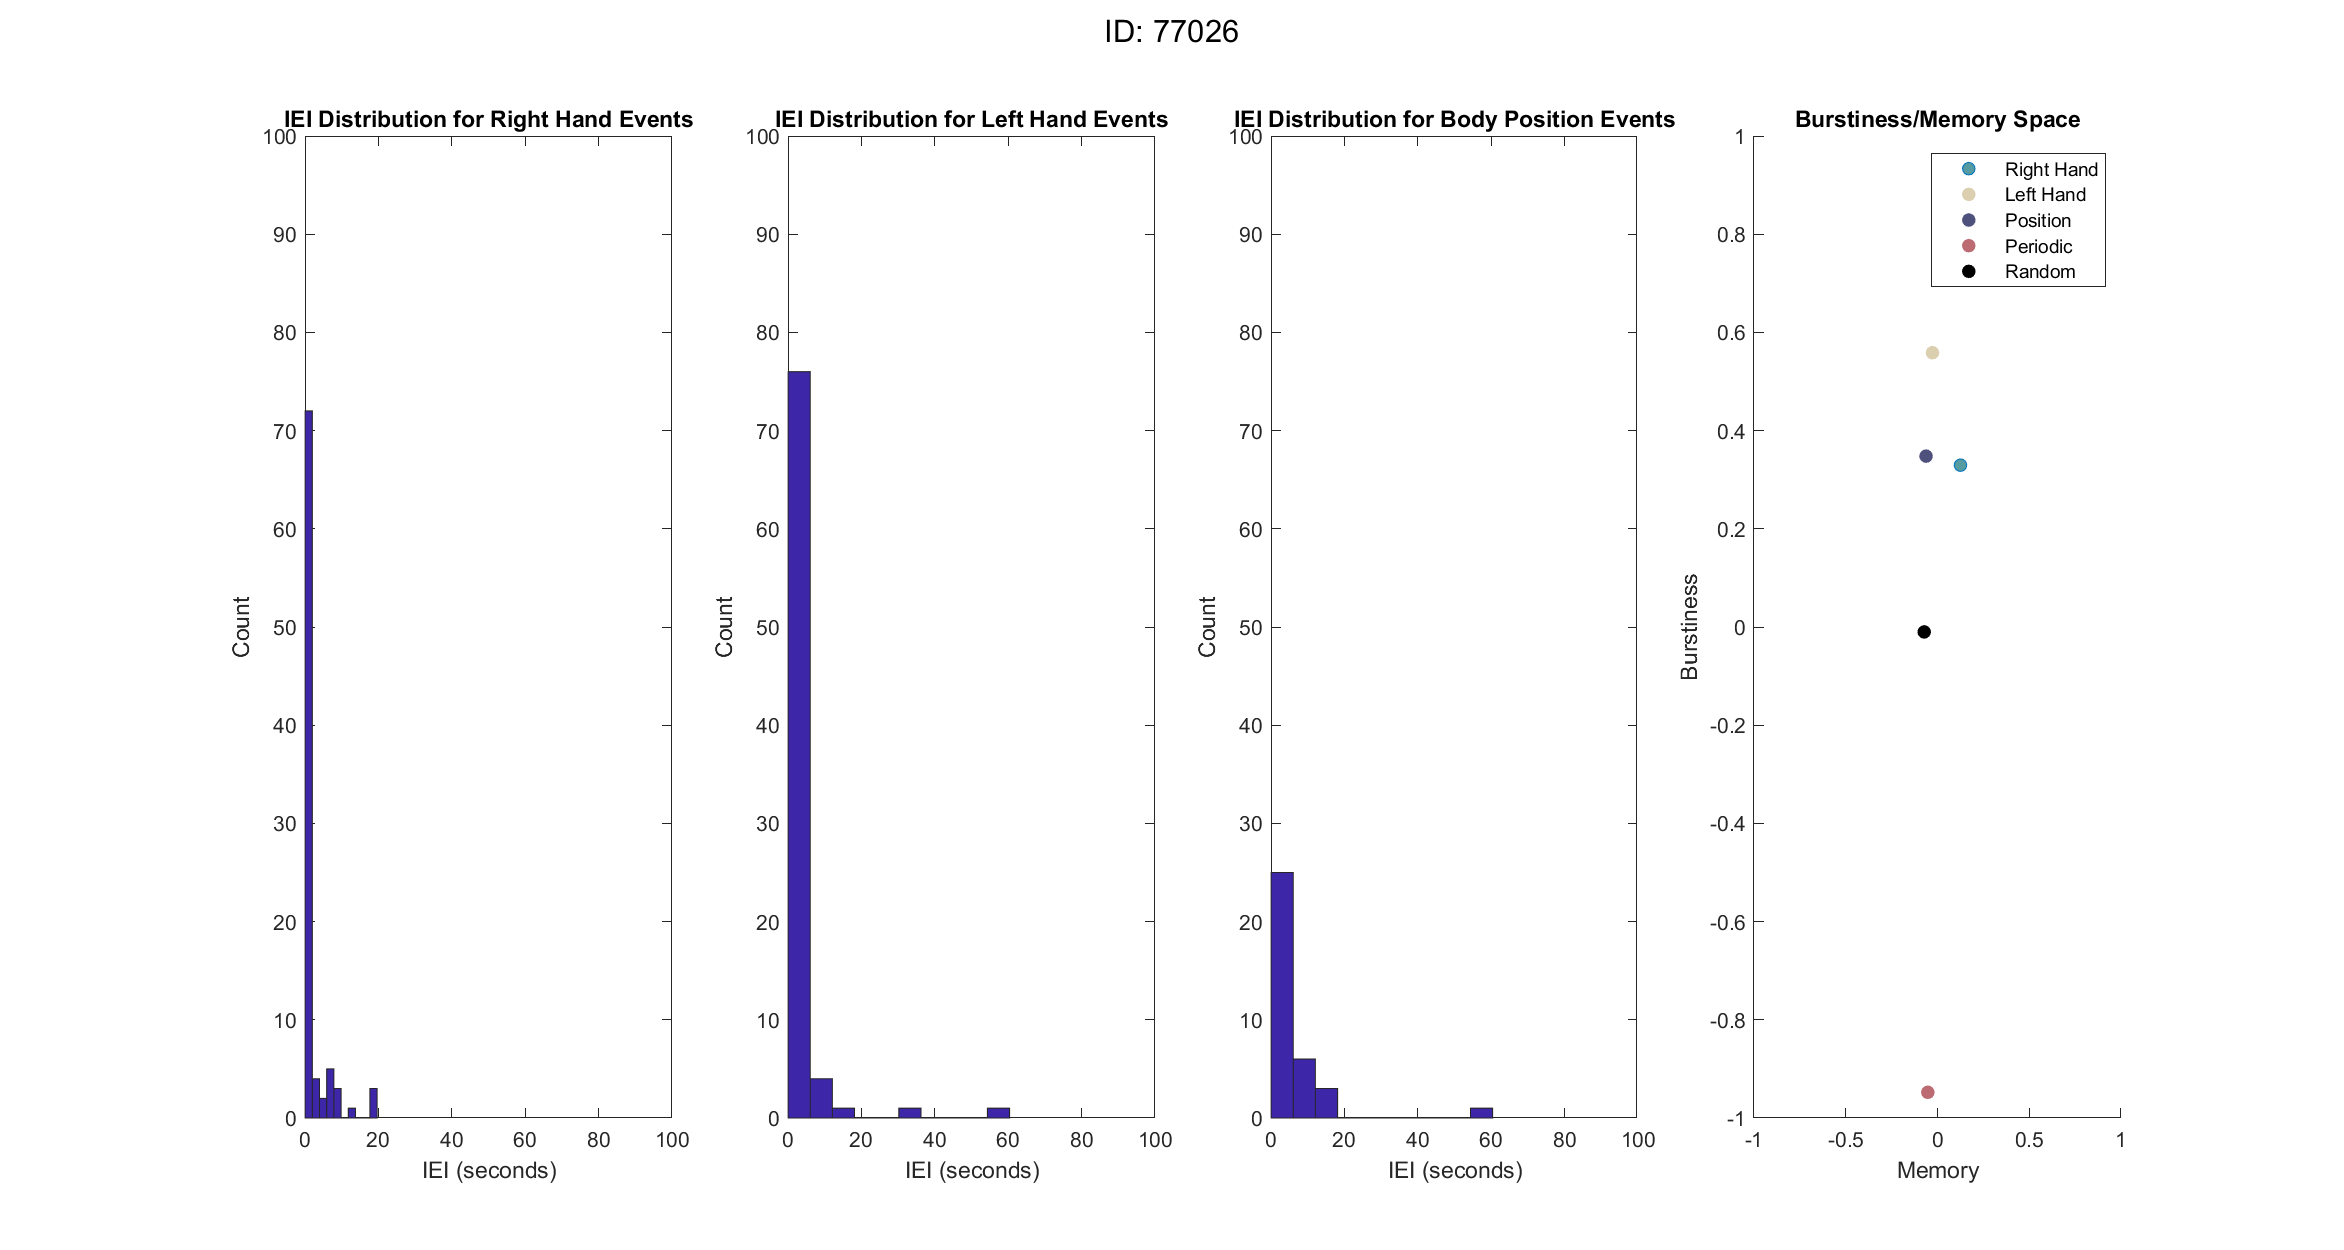 ID: 77026
IEI Distribution for Right Hand Events
100
90
80
70
60
50
40
30
20
10
0
Count
0 20 40 60 80 100
IEI (seconds)
IEI Distribution for Left Hand Events
100
90
80
70
60
50
40
30
20
10
0
Count
0 20 40 60 80 100
IEI (seconds)
IEI Distribution for Body Position Events
100
90
80
70
60
50
40
30
20
10
0
Count
0 20 40 60 80 100
IEI (seconds)
Burstiness/Memory Space
1
0.8
0.6
0.4
0.2
0
-0.2
-0.4
-0.6
-0.8
-1
Burstiness
Right Hand
Left Hand
Position
Periodic
Random
-1 -0.5 0 0.5 1
Memory